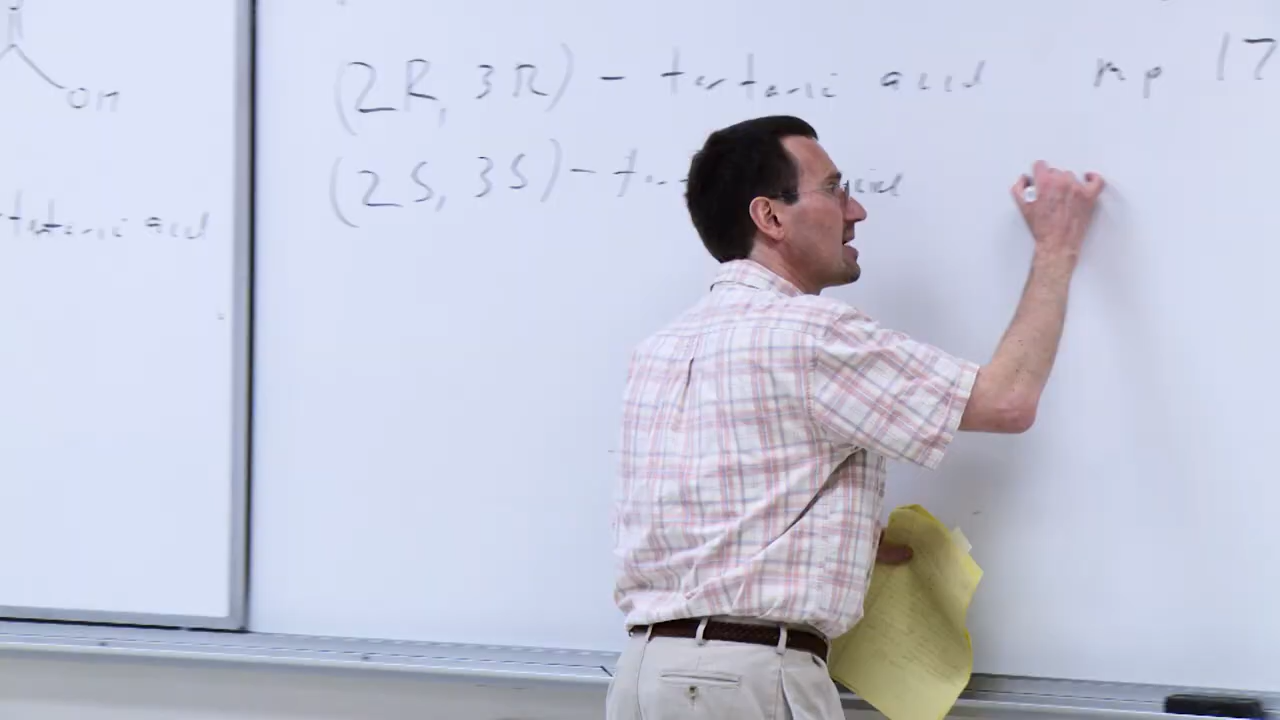 OH
tartaric acid
(2R, 3R) - tartaric acid mp 17
(2S, 3S) - t